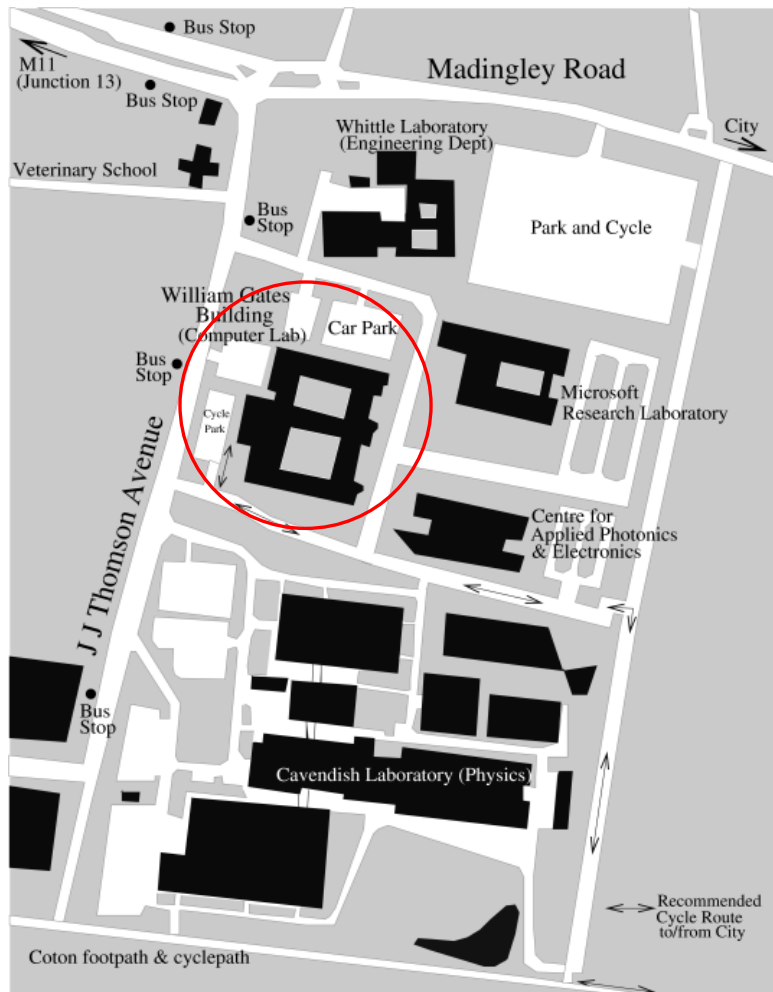 Bus Stop
M11
(Junction 13)
Bus Stop
Madingley Road
City
Whittle Laboratory
(Engineering Dept)
Veterinary School
Bus
Stop
Park and Cycle
William Gates
Building
(Computer Lab)
Car Park
Bus
Stop
Microsoft
Research Laboratory
Cycle
Park
J J Thomson Avenue
Centre for
Applied Photonics
& Electronics
Bus
Stop
Cavendish Laboratory (Physics)
Recommended
Cycle Route
to/from City
Coton footpath & cyclepath